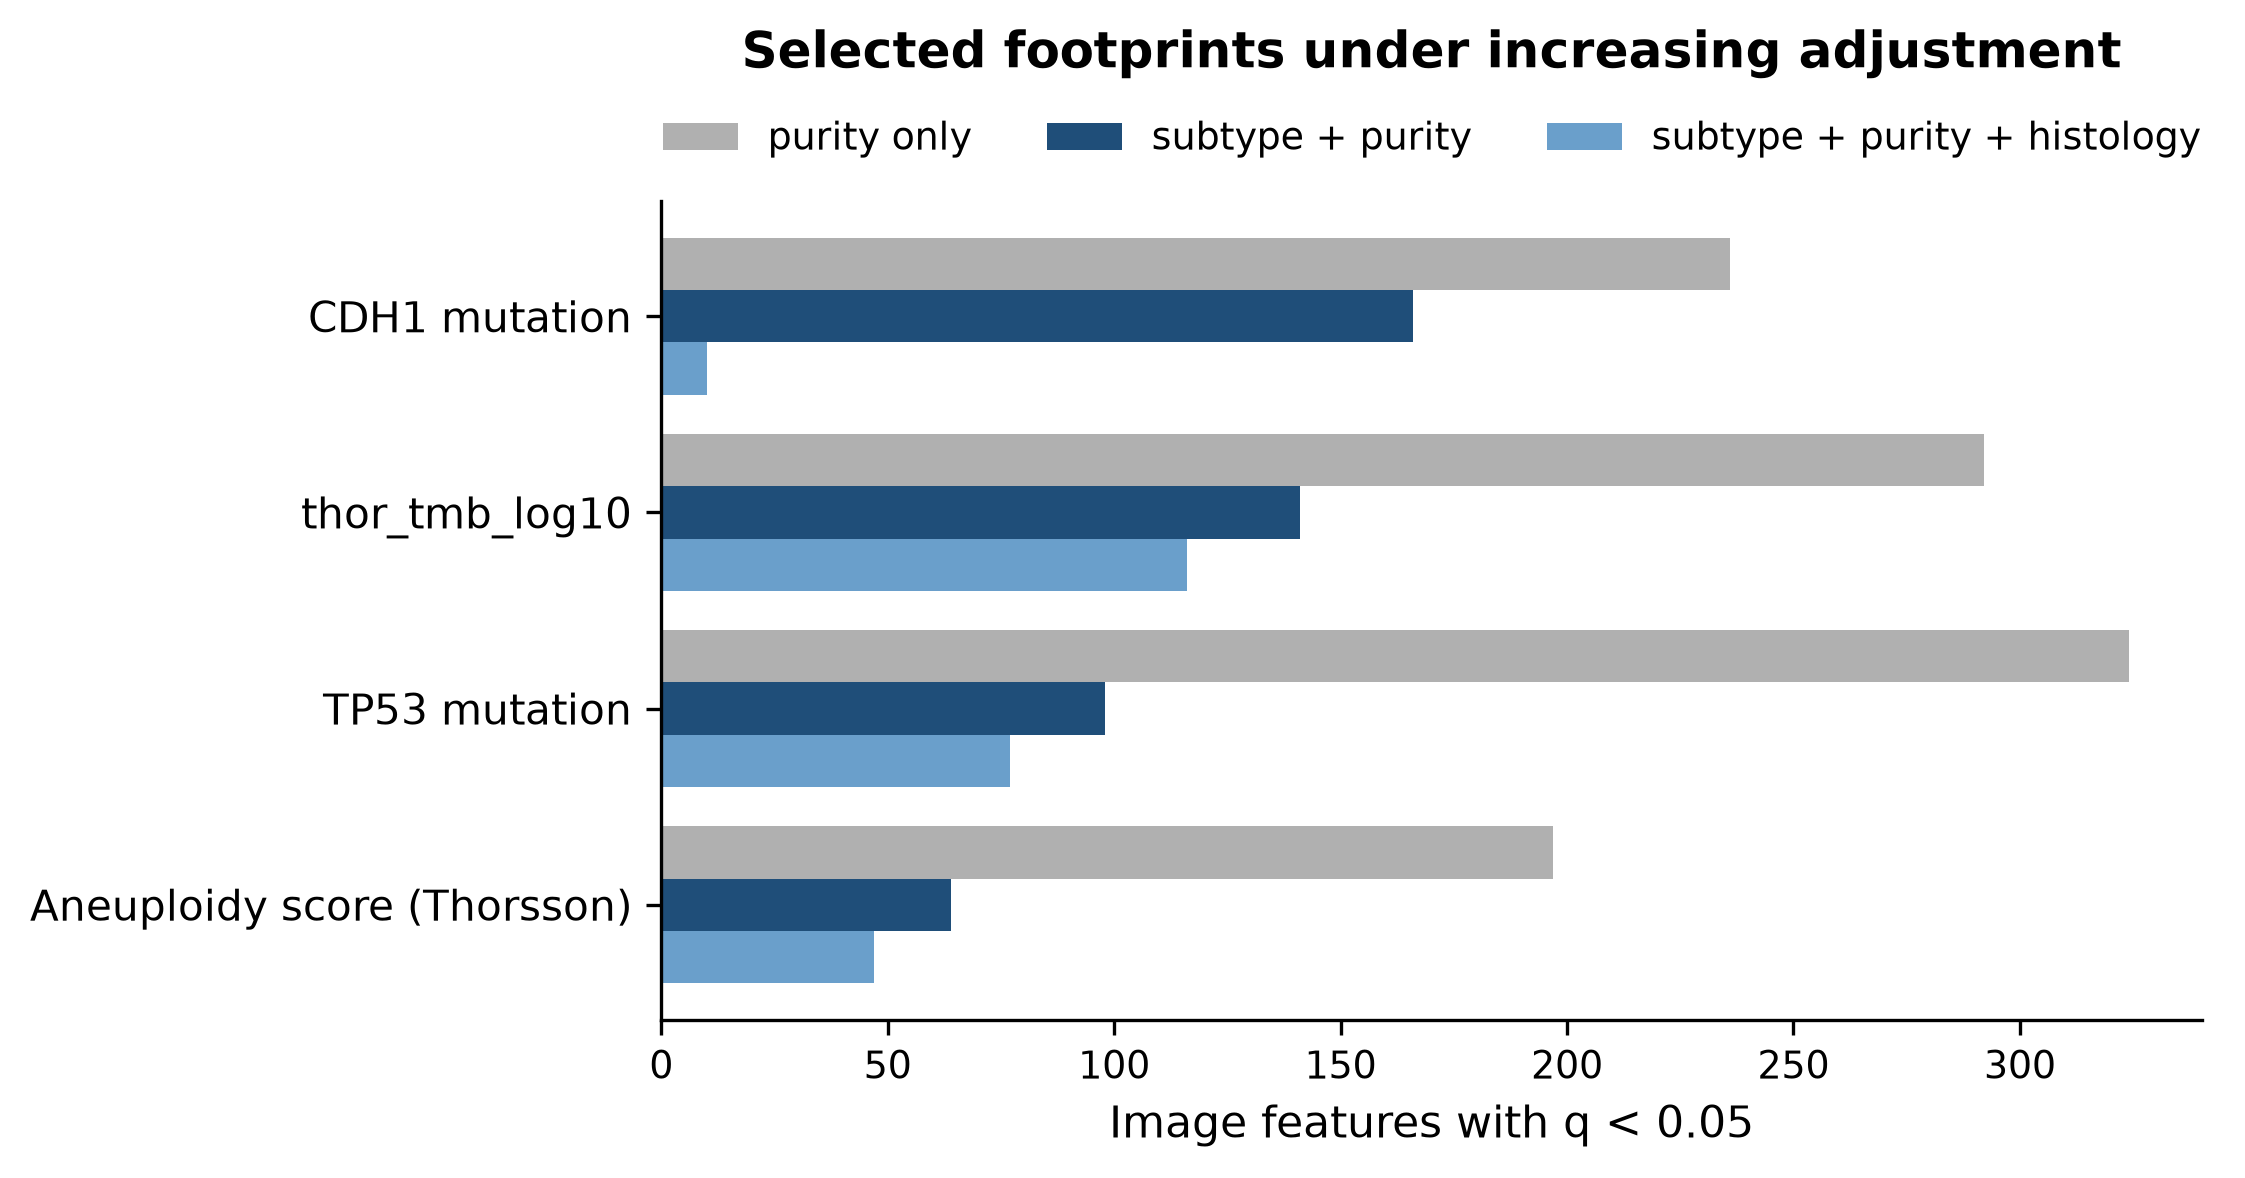 Selected footprints under increasing adjustment
purity only subtype + purity subtype + purity + histology
CDH1 mutation
thor_tmb_log10
TP53 mutation
Aneuploidy score (Thorsson)
0 50 100 150 200 250 300
Image features with q < 0.05